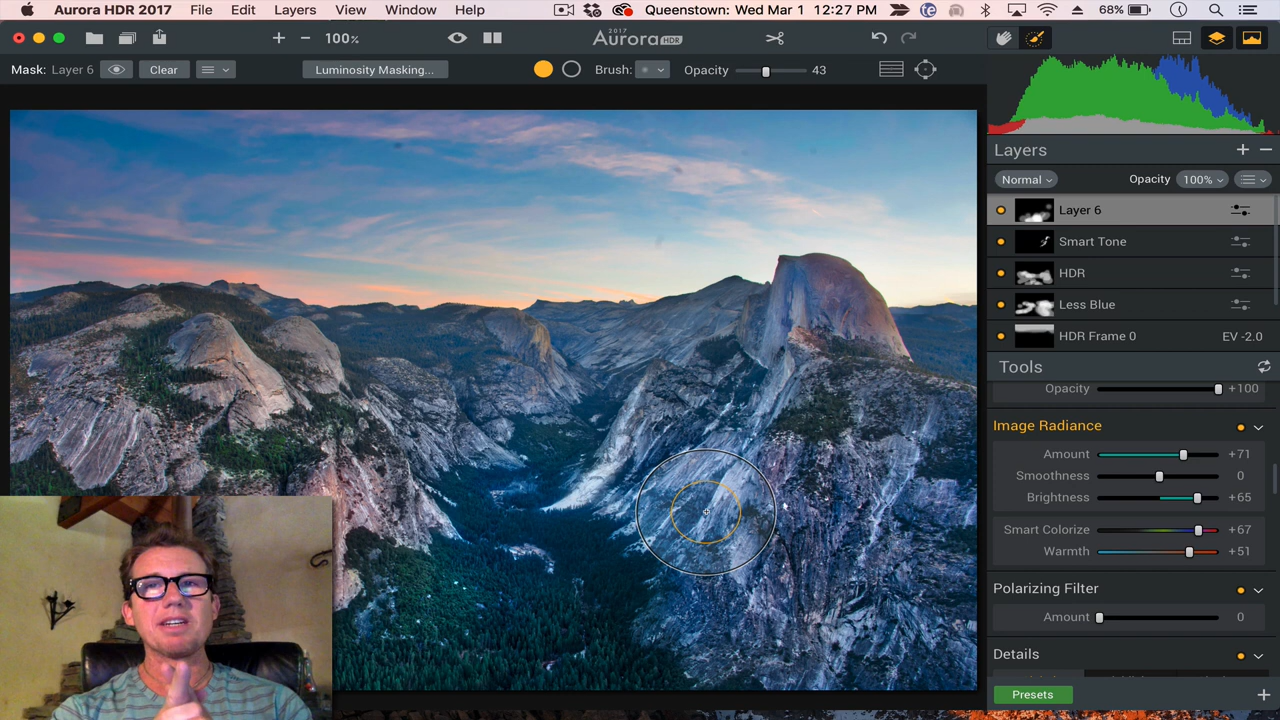 Aurora HDR 2017 File Edit Layers View Window Help Queenstown: Wed Mar 1 12:27 PM te 68%
+ − 100% 2017 AuroraHDR
Mask: Layer 6 Clear Luminosity Masking... Brush: Opacity 43
Layers + −
Normal Opacity 100%
Layer 6
Smart Tone
HDR
Less Blue
HDR Frame 0 EV -2.0
Tools
Opacity +100
Image Radiance
Amount +71
Smoothness 0
Brightness +65
Smart Colorize +67
Warmth +51
Polarizing Filter
Amount 0
Details
Presets +